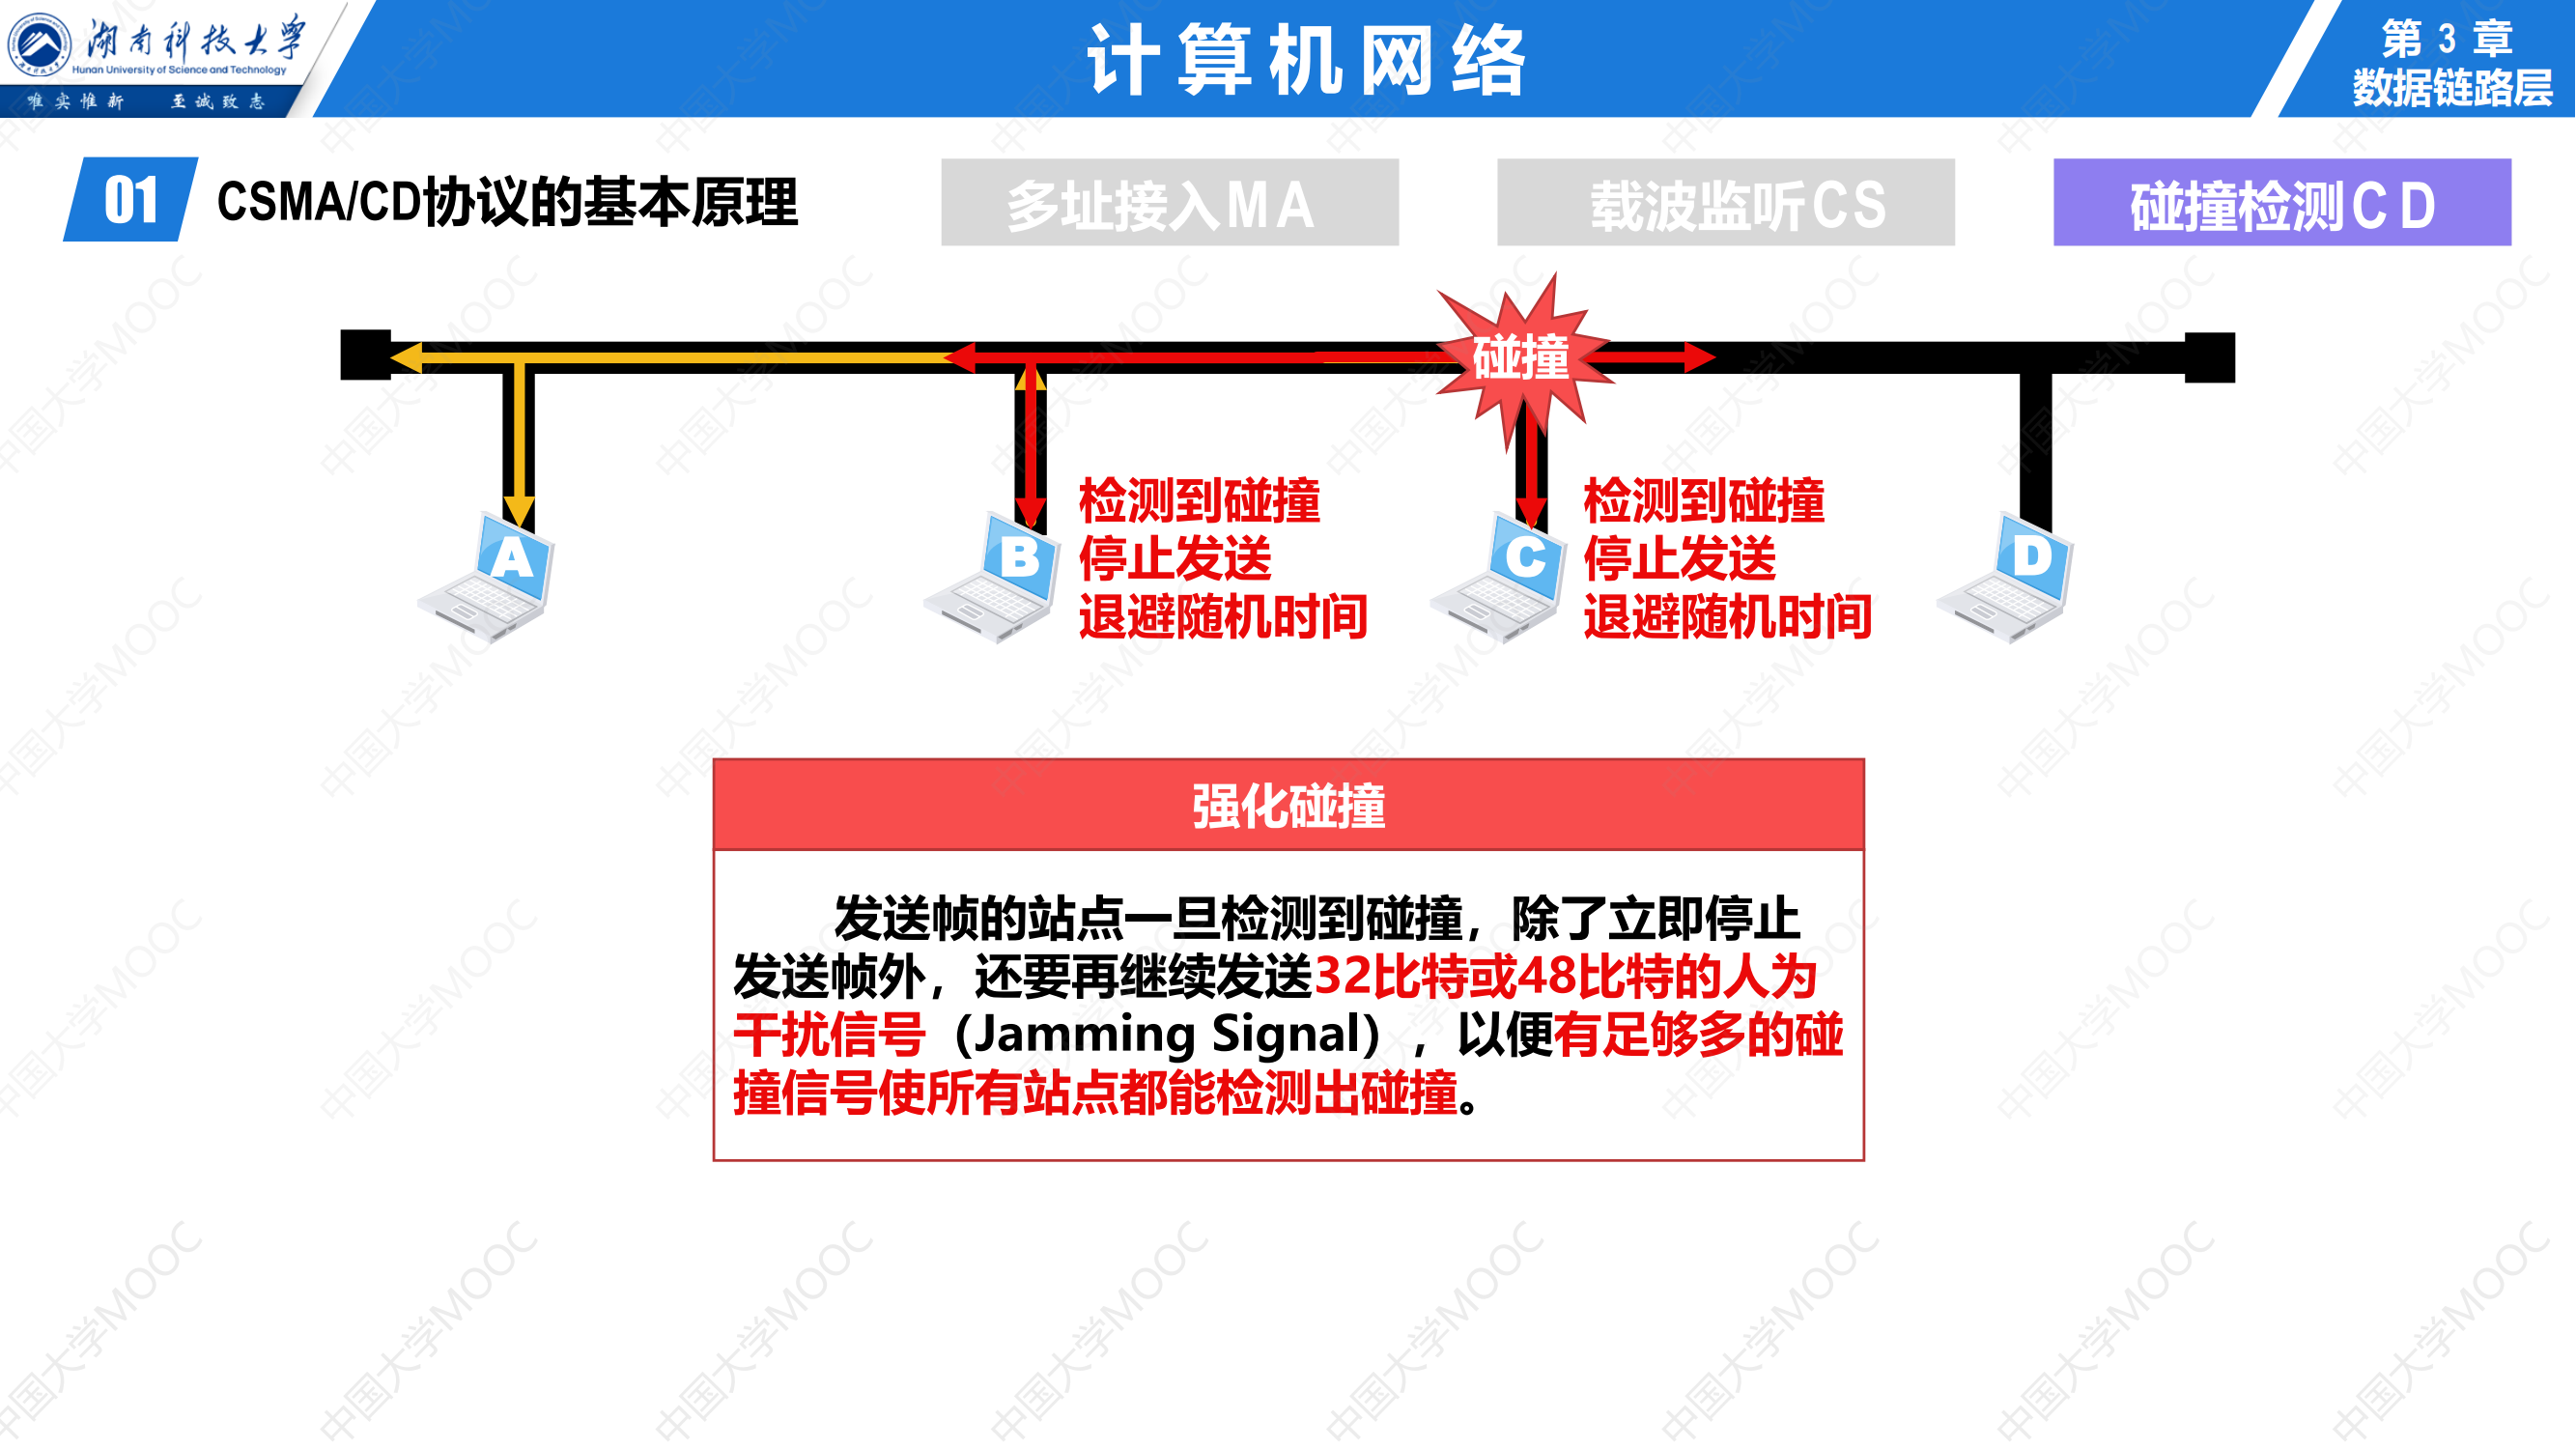 湖南科技大学
Hunan University of Science and Technology
唯实惟新 至诚致志
计算机网络
第 3 章
数据链路层
01
CSMA/CD协议的基本原理
多址接入MA
载波监听CS
碰撞检测CD
碰撞
检测到碰撞
停止发送
退避随机时间
检测到碰撞
停止发送
退避随机时间
A
B
C
D
强化碰撞
发送帧的站点一旦检测到碰撞，除了立即停止
发送帧外，还要再继续发送32比特或48比特的人为
干扰信号（Jamming Signal），以便有足够多的碰
撞信号使所有站点都能检测出碰撞。
中国大学MOOC